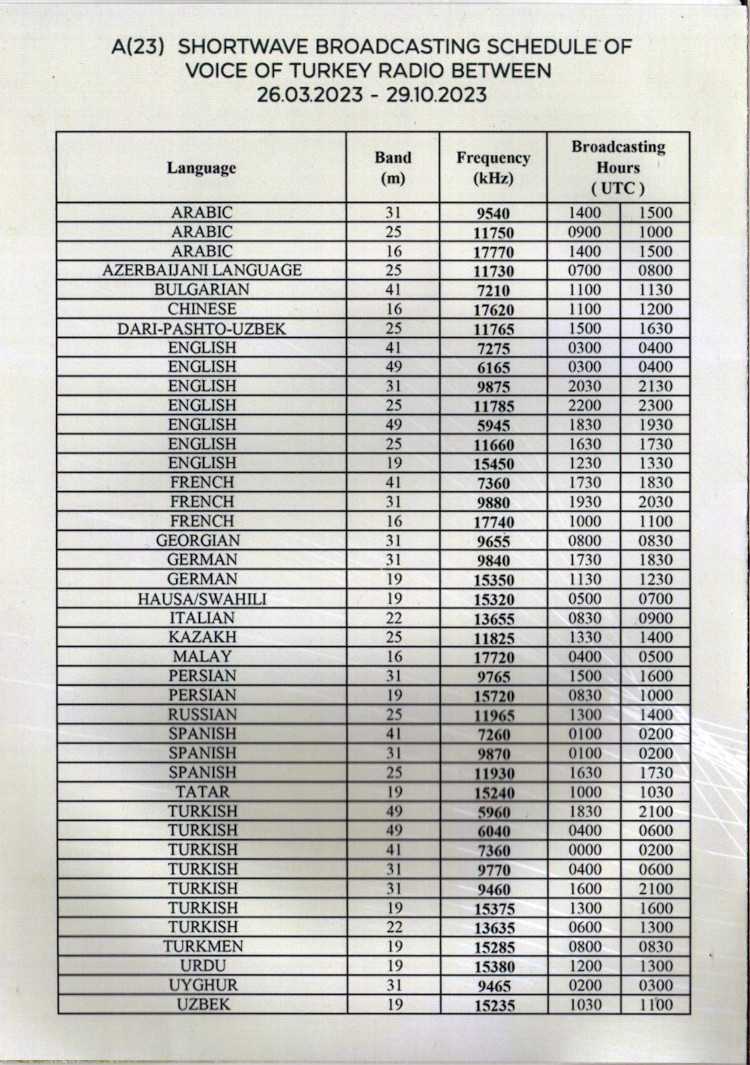 A(23) SHORTWAVE BROADCASTING SCHEDULE OF
VOICE OF TURKEY RADIO BETWEEN
26.03.2023 - 29.10.2023
Language Band (m) Frequency (kHz) Broadcasting Hours ( UTC )
ARABIC 31 9540 1400 1500
ARABIC 25 11750 0900 1000
ARABIC 16 17770 1400 1500
AZERBAIJANI LANGUAGE 25 11730 0700 0800
BULGARIAN 41 7210 1100 1130
CHINESE 16 17620 1100 1200
DARI-PASHTO-UZBEK 25 11765 1500 1630
ENGLISH 41 7275 0300 0400
ENGLISH 49 6165 0300 0400
ENGLISH 31 9875 2030 2130
ENGLISH 25 11785 2200 2300
ENGLISH 49 5945 1830 1930
ENGLISH 25 11660 1630 1730
ENGLISH 19 15450 1230 1330
FRENCH 41 7360 1730 1830
FRENCH 31 9880 1930 2030
FRENCH 16 17740 1000 1100
GEORGIAN 31 9655 0800 0830
GERMAN 31 9840 1730 1830
GERMAN 19 15350 1130 1230
HAUSA/SWAHILI 19 15320 0500 0700
ITALIAN 22 13655 0830 0900
KAZAKH 25 11825 1330 1400
MALAY 16 17720 0400 0500
PERSIAN 31 9765 1500 1600
PERSIAN 19 15720 0830 1000
RUSSIAN 25 11965 1300 1400
SPANISH 41 7260 0100 0200
SPANISH 31 9870 0100 0200
SPANISH 25 11930 1630 1730
TATAR 19 15240 1000 1030
TURKISH 49 5960 1830 2100
TURKISH 49 6040 0400 0600
TURKISH 41 7360 0000 0200
TURKISH 31 9770 0400 0600
TURKISH 31 9460 1600 2100
TURKISH 19 15375 1300 1600
TURKISH 22 13635 0600 1300
TURKMEN 19 15285 0800 0830
URDU 19 15380 1200 1300
UYGHUR 31 9465 0200 0300
UZBEK 19 15235 1030 1100